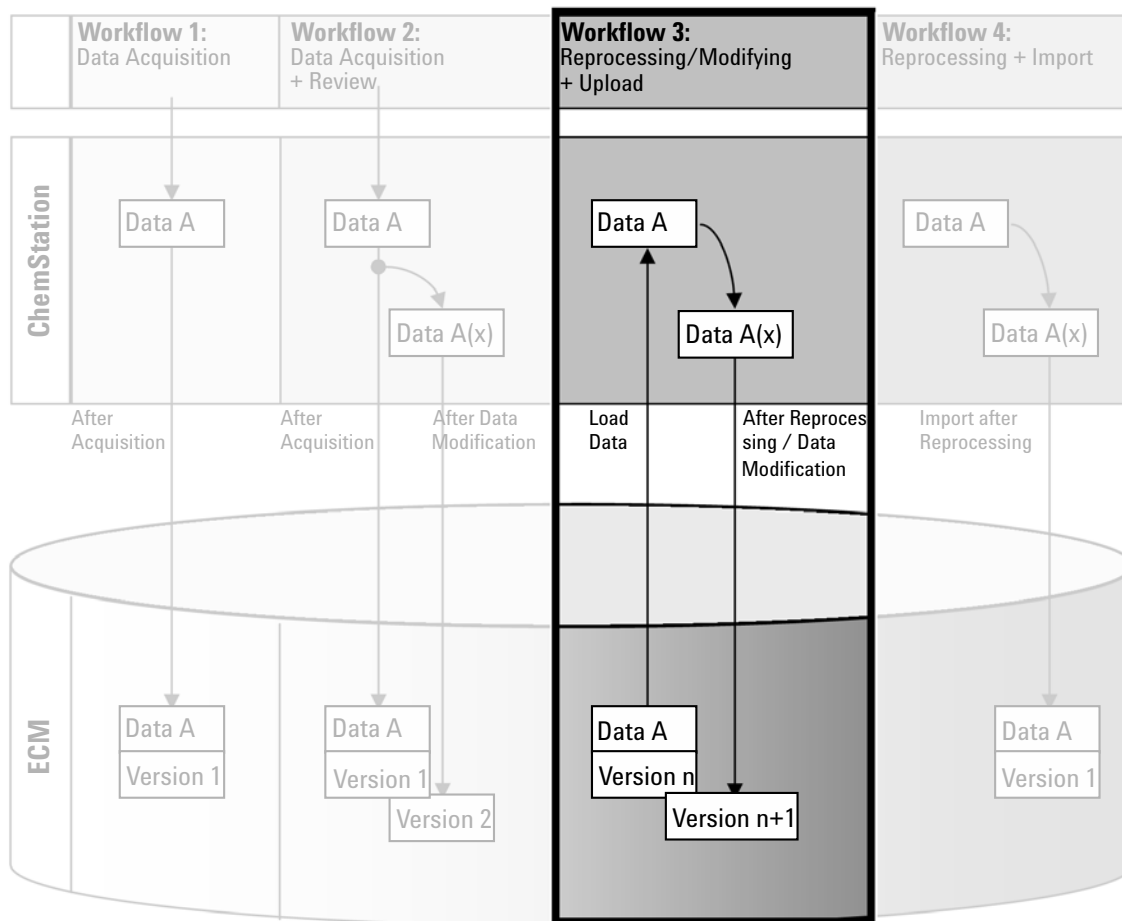 Workflow 1:
Data Acquisition
Workflow 2:
Data Acquisition
+ Review
Workflow 3:
Reprocessing/Modifying
+ Upload
Workflow 4:
Reprocessing + Import
ChemStation
Data A
Data A
Data A(x)
Data A
Data A(x)
Data A
Data A(x)
After
Acquisition
After
Acquisition
After Data
Modification
Load
Data
After Reproces
sing / Data
Modification
Import after
Reprocessing
ECM
Data A
Version 1
Data A
Version 1
Version 2
Data A
Version n
Version n+1
Data A
Version 1